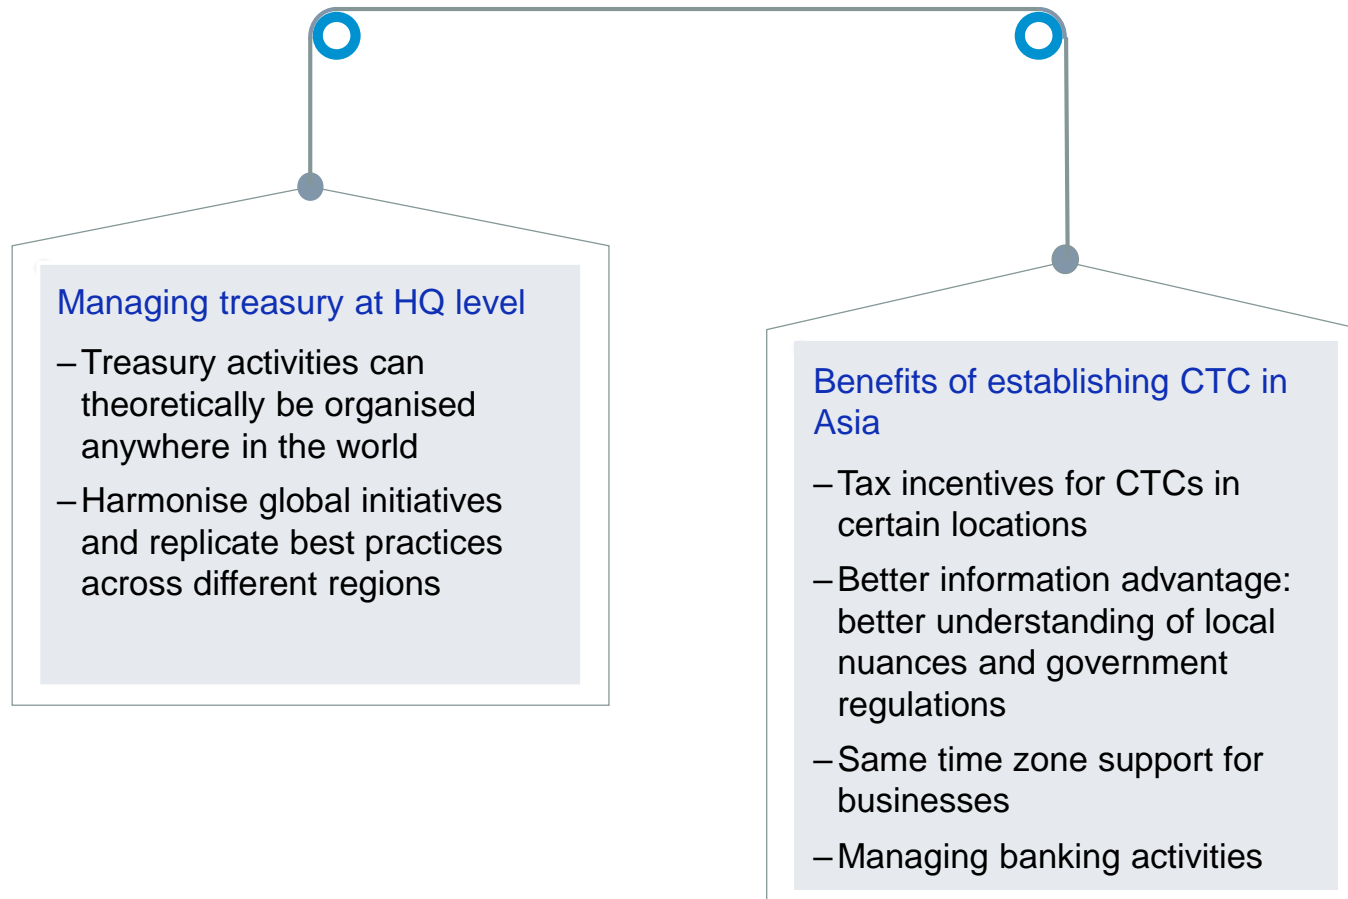 Managing treasury at HQ level
– Treasury activities can
theoretically be organised
anywhere in the world
– Harmonise global initiatives
and replicate best practices
across different regions
Benefits of establishing CTC in
Asia
– Tax incentives for CTCs in
certain locations
– Better information advantage:
better understanding of local
nuances and government
regulations
– Same time zone support for
businesses
– Managing banking activities